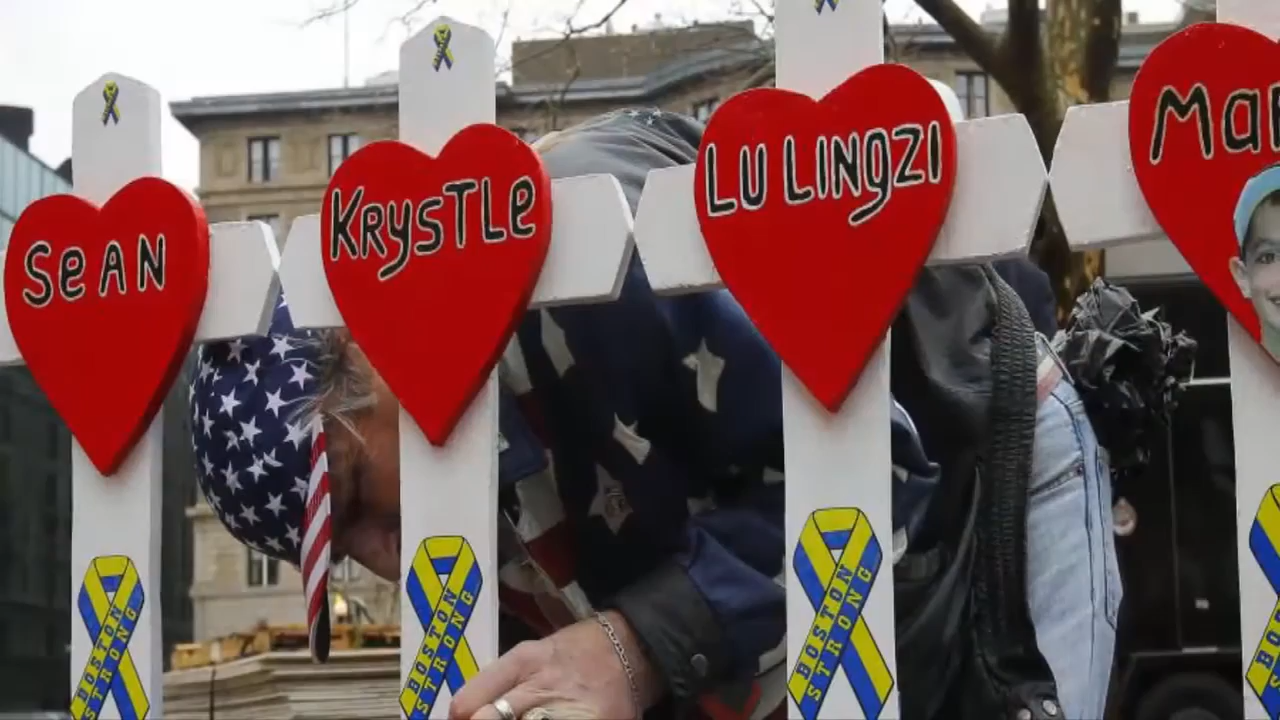 SeAN
KrysTLe
LU LINgZI
Mar
BOSTON
STRONG
BOSTON
STRONG
BOSTON
STRONG